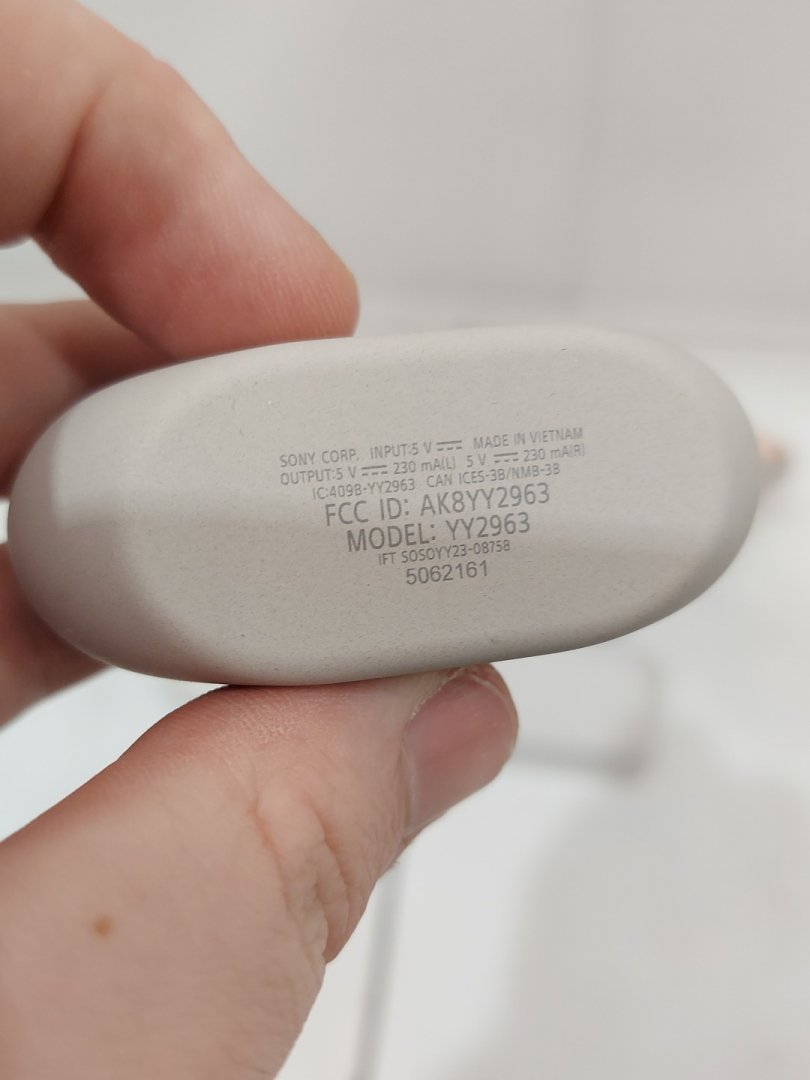 SONY CORP. INPUT:5 V ⎓ MADE IN VIETNAM
OUTPUT:5 V ⎓ 230 mA(L) 5 V ⎓ 230 mA(R)
IC:409B-YY2963 CAN ICES-3B/NMB-3B
FCC ID: AK8YY2963
MODEL: YY2963
IFT SOSOYY23-08758
5062161